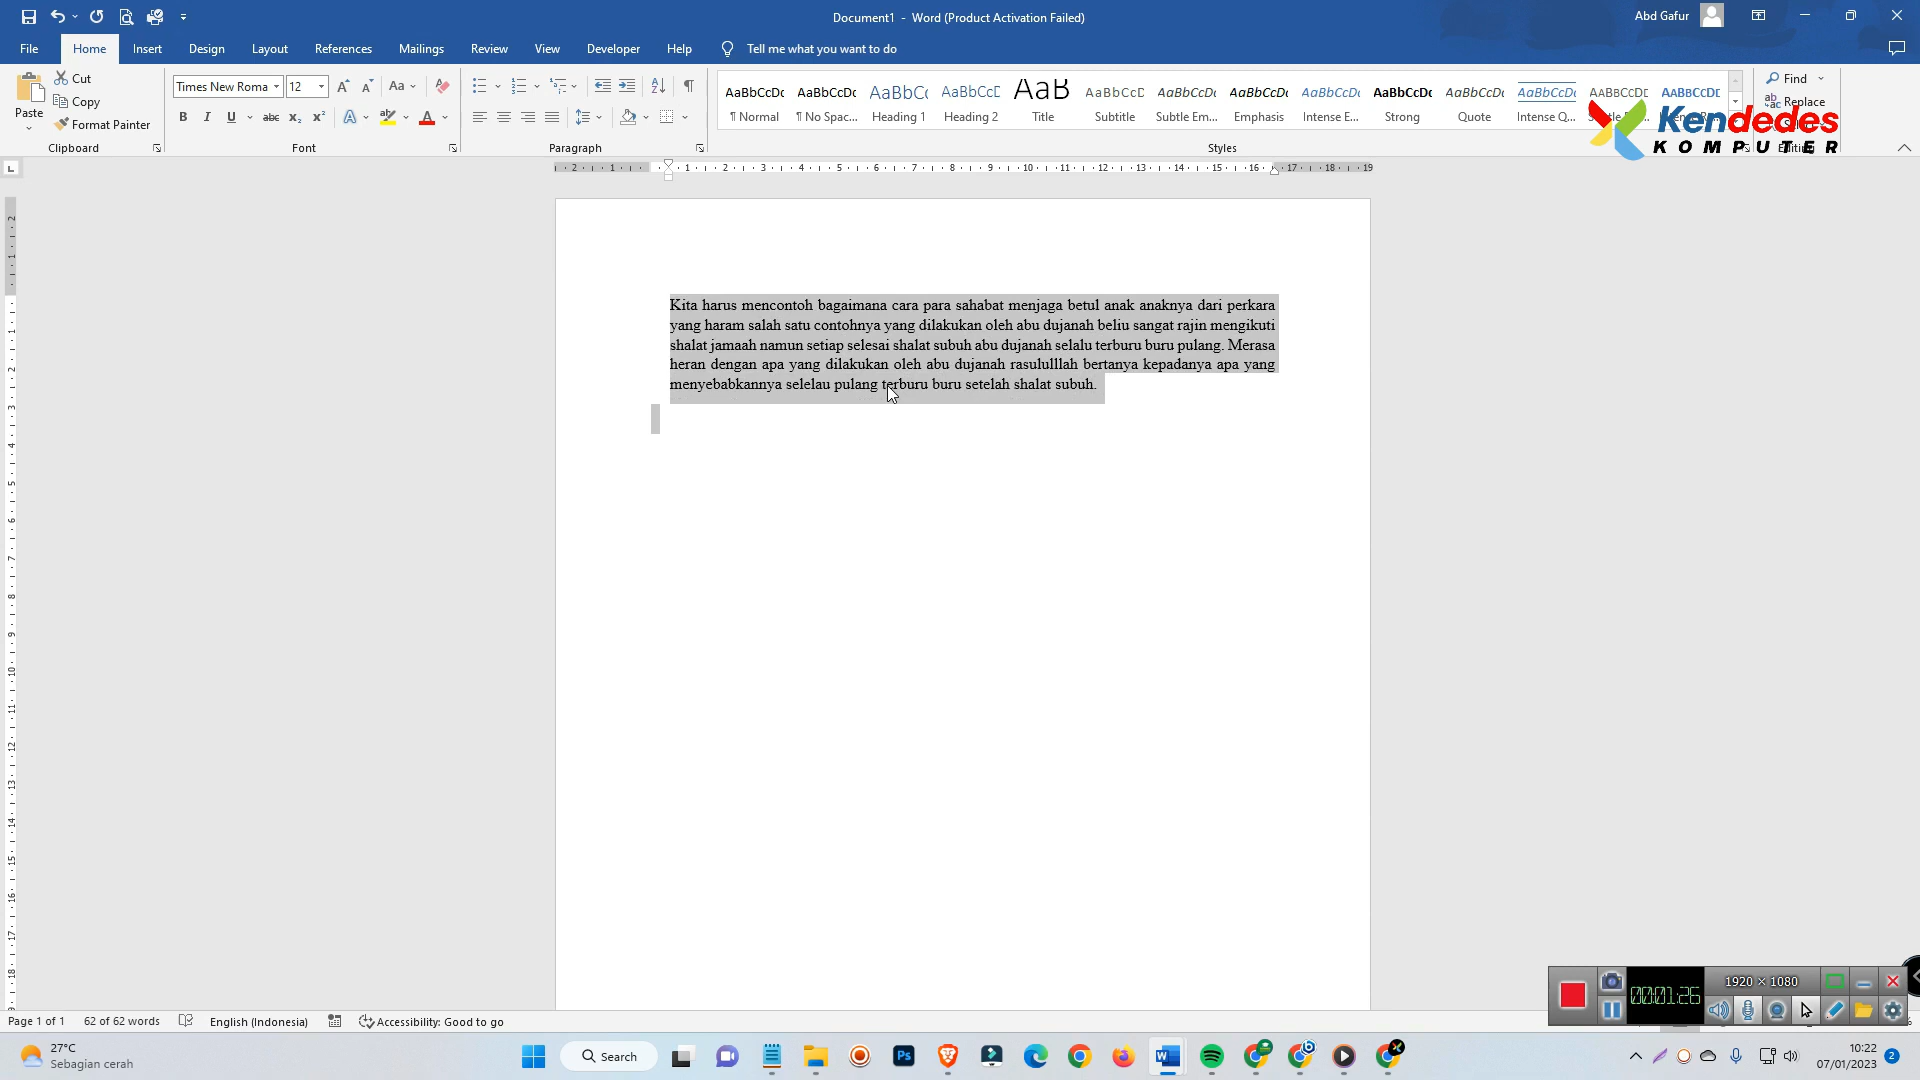 Document1 - Word (Product Activation Failed)
Abd Gafur
File Home Insert Design Layout References Mailings Review View Developer Help Tell me what you want to do
Paste
Cut
Copy
Format Painter
Clipboard
Times New Roma 12
Font
Paragraph
AaBbCcDc AaBbCcDc AaBbC AaBbCcE AaB AaBbCcD AaBbCcDc AaBbCcDc AaBbCcDc AaBbCcDc AaBbCcDc AaBbCcDc AABBCCDE AABBCCDE
¶ Normal ¶ No Spac... Heading 1 Heading 2 Title Subtitle Subtle Em... Emphasis Intense E... Strong Quote Intense Q...
Styles
Find
Replace
Kendedes
KOMPUTER
Kita harus mencontoh bagaimana cara para sahabat menjaga betul anak anaknya dari perkara
yang haram salah satu contohnya yang dilakukan oleh abu dujanah beliu sangat rajin mengikuti
shalat jamaah namun setiap selesai shalat subuh abu dujanah selalu terburu buru pulang. Merasa
heran dengan apa yang dilakukan oleh abu dujanah rasululllah bertanya kepadanya apa yang
menyebabkannya selelau pulang terburu buru setelah shalat subuh.
1920 × 1080
00:01:26
Page 1 of 1 62 of 62 words English (Indonesia) Accessibility: Good to go
27°C
Sebagian cerah
Search
10:22
07/01/2023
2